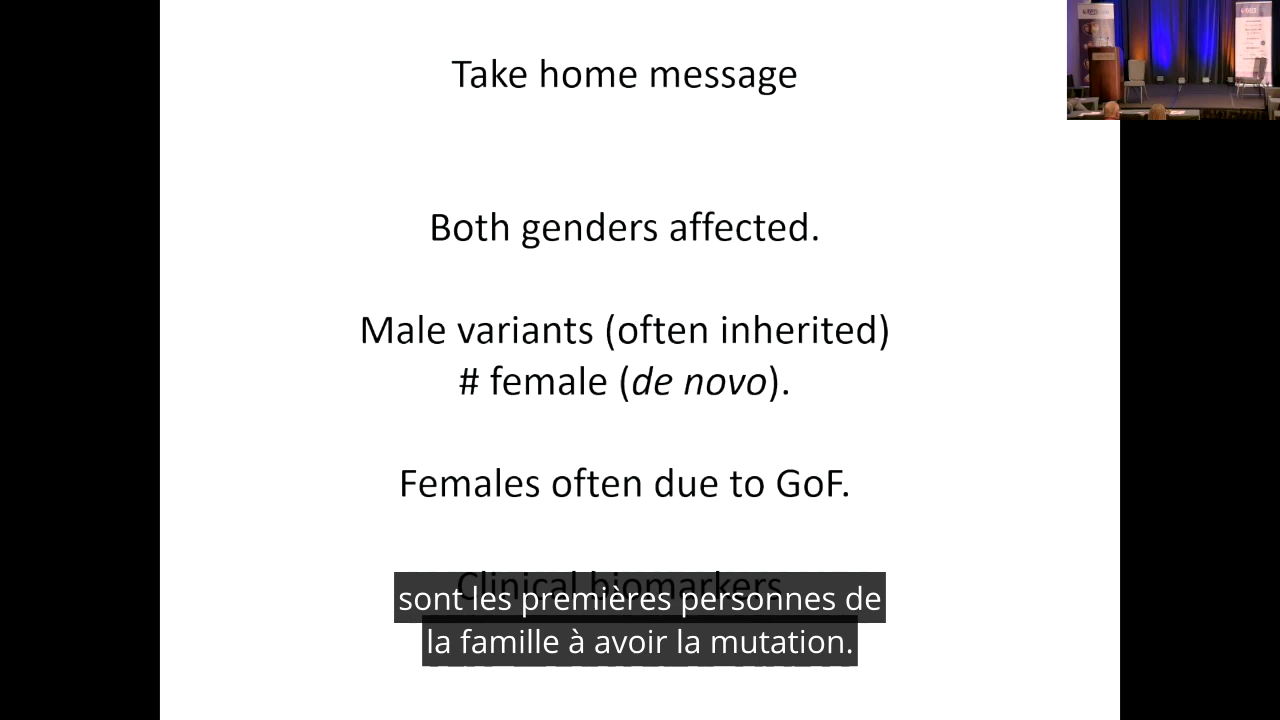 Take home message
Both genders affected.
Male variants (often inherited)
# female (de novo).
Females often due to GoF.
Clinical biomarkers
sont les premières personnes de
la famille à avoir la mutation.